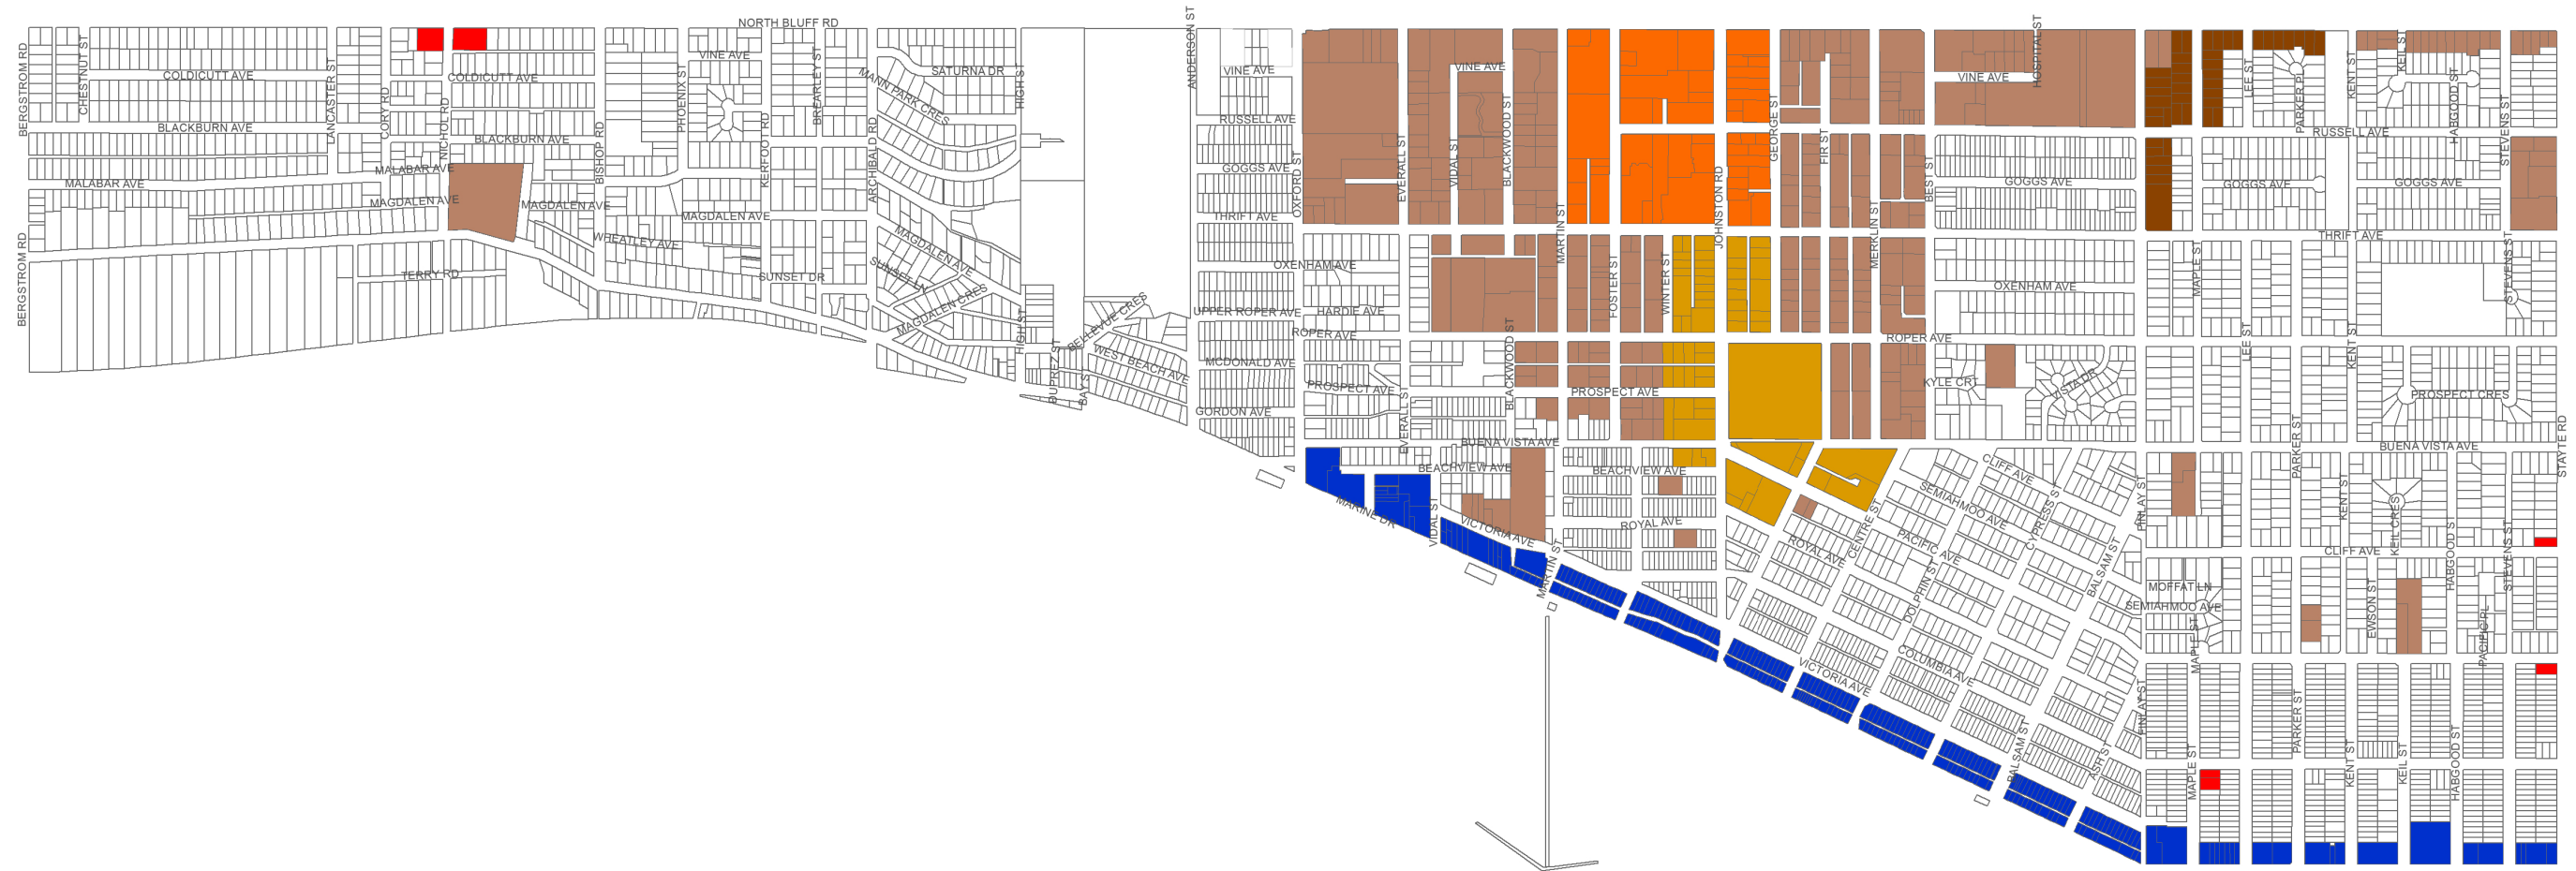 NORTH BLUFF RD
ANDERSON ST
HOSPITAL ST
BERGSTROM RD
CHESTNUT ST
COLDICUTT AVE
LANCASTER ST
CORY RD
NICHOL RD
COLDICUTT AVE
VINE AVE
PHOENIX ST
BREARLEY ST
MANN PARK CRES
SATURNA DR
HIGH ST
VINE AVE
VINE AVE
VINE AVE
LEE ST
PARKER PL
KENT ST
KEIL ST
HABGOOD ST
STEVENS ST
BLACKBURN AVE
BLACKBURN AVE
BISHOP RD
KERFOOT RD
ARCHIBALD RD
RUSSELL AVE
RUSSELL AVE
MALABAR AVE
MALABAR AVE
GOGGS AVE
GOGGS AVE
GOGGS AVE
GOGGS AVE
OXFORD ST
EVERALL ST
VIDAL ST
BLACKWOOD ST
GEORGE ST
FIR ST
BEST ST
MAGDALEN AVE
MAGDALEN AVE
MAGDALEN AVE
THRIFT AVE
THRIFT AVE
MARTIN ST
JOHNSTON RD
MERKLIN ST
BERGSTROM RD
WHEATLEY AVE
MAGDALEN AVE
SUNSET LN
TERRY RD
SUNSET DR
OXENHAM AVE
FOSTER ST
WINTER ST
MAPLE ST
STEVENS ST
OXENHAM AVE
MAGDALEN CRES
BELLEVUE CRES
UPPER ROPER AVE
HARDIE AVE
ROPER AVE
ROPER AVE
HIGH ST
DUPREZ ST
BAY ST
WEST BEACH AVE
MCDONALD AVE
LEE ST
KENT ST
PROSPECT AVE
PROSPECT AVE
BLACKWOOD ST
KYLE CRT
VISTA DR
PROSPECT CRES
GORDON AVE
EVERALL ST
BUENA VISTA AVE
BUENA VISTA AVE
PARKER ST
STAYTE RD
BEACHVIEW AVE
BEACHVIEW AVE
CLIFF AVE
SEMIAHMOO AVE
CYPRESS ST
FINLAY ST
KENT ST
KEIL CRES
HABGOOD ST
STEVENS ST
MARINE DR
VIDAL ST
VICTORIA AVE
ROYAL AVE
CENTRE ST
PACIFIC AVE
ROYAL AVE
BALSAM ST
CLIFF AVE
MARTIN ST
DOLPHIN ST
MOFFAT LN
SEMIAHMOO AVE
EWSON ST
MAPLE ST
PACIFIC PL
COLUMBIA AVE
VICTORIA AVE
FINLAY ST
PARKER ST
BALSAM ST
ASH ST
MAPLE ST
KENT ST
KEIL ST
HABGOOD ST